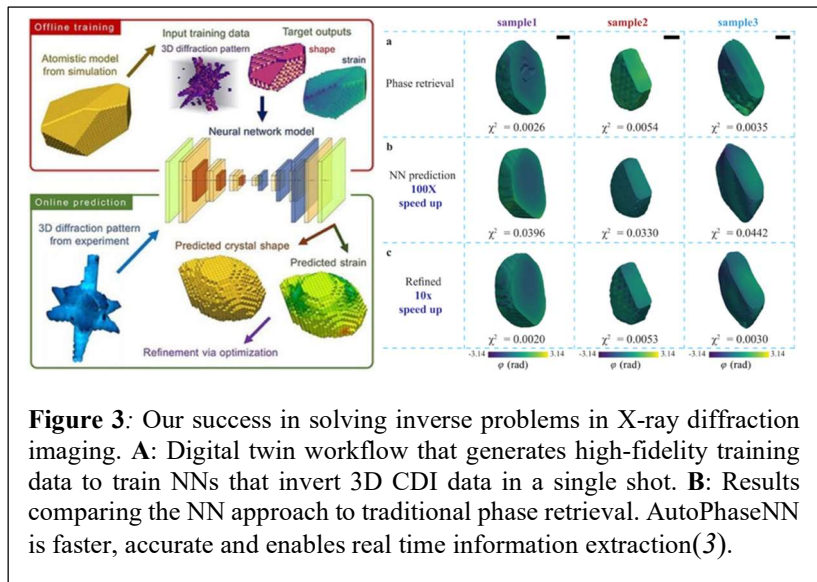 Offline training
Input training data
Target outputs
3D diffraction pattern
shape
strain
Atomistic model
from simulation
Neural network model
Online prediction
3D diffraction pattern
from experiment
Predicted crystal shape
Predicted strain
Refinement via optimization
sample1 sample2 sample3
a
Phase retrieval
χ² = 0.0026 χ² = 0.0054 χ² = 0.0035
b
NN prediction
100X
speed up
χ² = 0.0396 χ² = 0.0330 χ² = 0.0442
c
Refined
10x
speed up
χ² = 0.0020 χ² = 0.0053 χ² = 0.0030
-3.14 3.14 -3.14 3.14 -3.14 3.14
φ (rad) φ (rad) φ (rad)
Figure 3: Our success in solving inverse problems in X-ray diffraction
imaging. A: Digital twin workflow that generates high-fidelity training
data to train NNs that invert 3D CDI data in a single shot. B: Results
comparing the NN approach to traditional phase retrieval. AutoPhaseNN
is faster, accurate and enables real time information extraction(3).